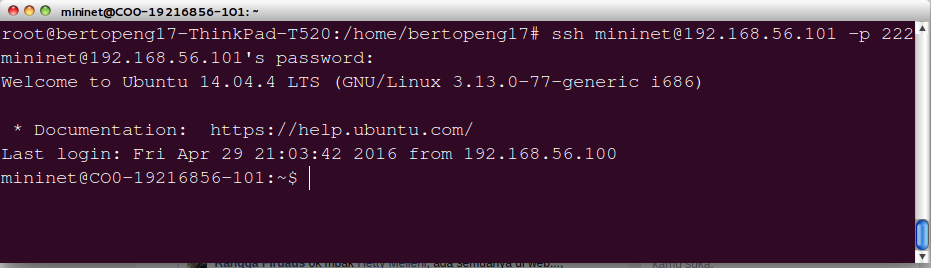 mininet@CO0-19216856-101: ~
root@bertopeng17-ThinkPad-T520:/home/bertopeng17# ssh mininet@192.168.56.101 -p 222
mininet@192.168.56.101's password:
Welcome to Ubuntu 14.04.4 LTS (GNU/Linux 3.13.0-77-generic i686)
* Documentation:  https://help.ubuntu.com/
Last login: Fri Apr 29 21:03:42 2016 from 192.168.56.100
mininet@CO0-19216856-101:~$